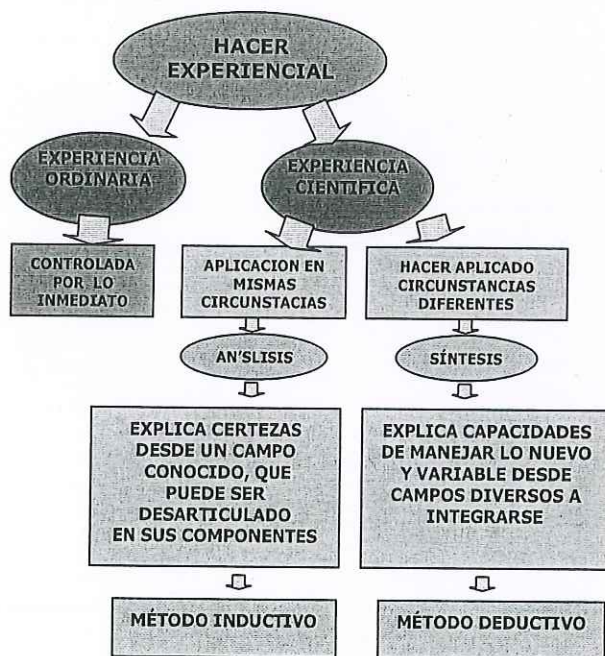 HACER
EXPERIENCIAL
EXPERIENCIA
ORDINARIA
EXPERIENCIA
CIENTÍFICA
CONTROLADA
POR LO
INMEDIATO
APLICACION EN
MISMAS
CIRCUNSTACIAS
HACER APLICADO
CIRCUNSTANCIAS
DIFERENTES
AN'SLISIS
SÍNTESIS
EXPLICA CERTEZAS
DESDE UN CAMPO
CONOCIDO, QUE
PUEDE SER
DESARTICULADO
EN SUS COMPONENTES
EXPLICA CAPACIDADES
DE MANEJAR LO NUEVO
Y VARIABLE DESDE
CAMPOS DIVERSOS A
INTEGRARSE
MÉTODO INDUCTIVO
MÉTODO DEDUCTIVO